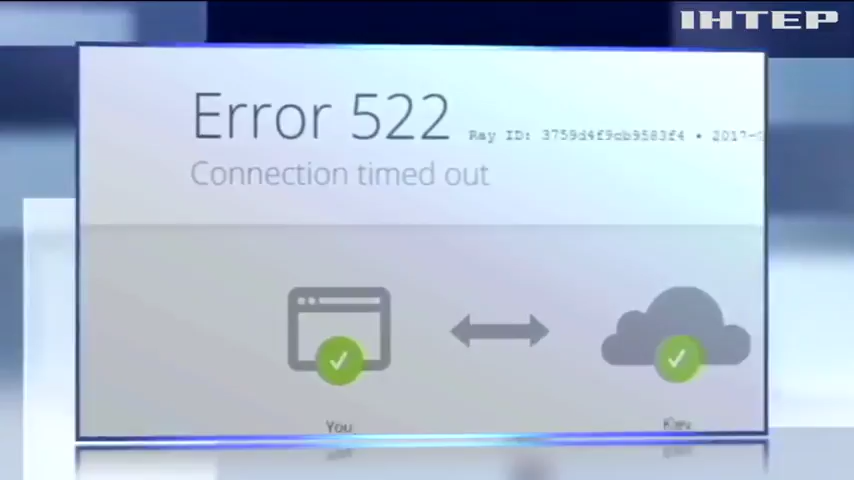 ІНТЕР
Error 522 Ray ID: 3759d4f9cb9583f4 • 2017-
Connection timed out
You
Kiev